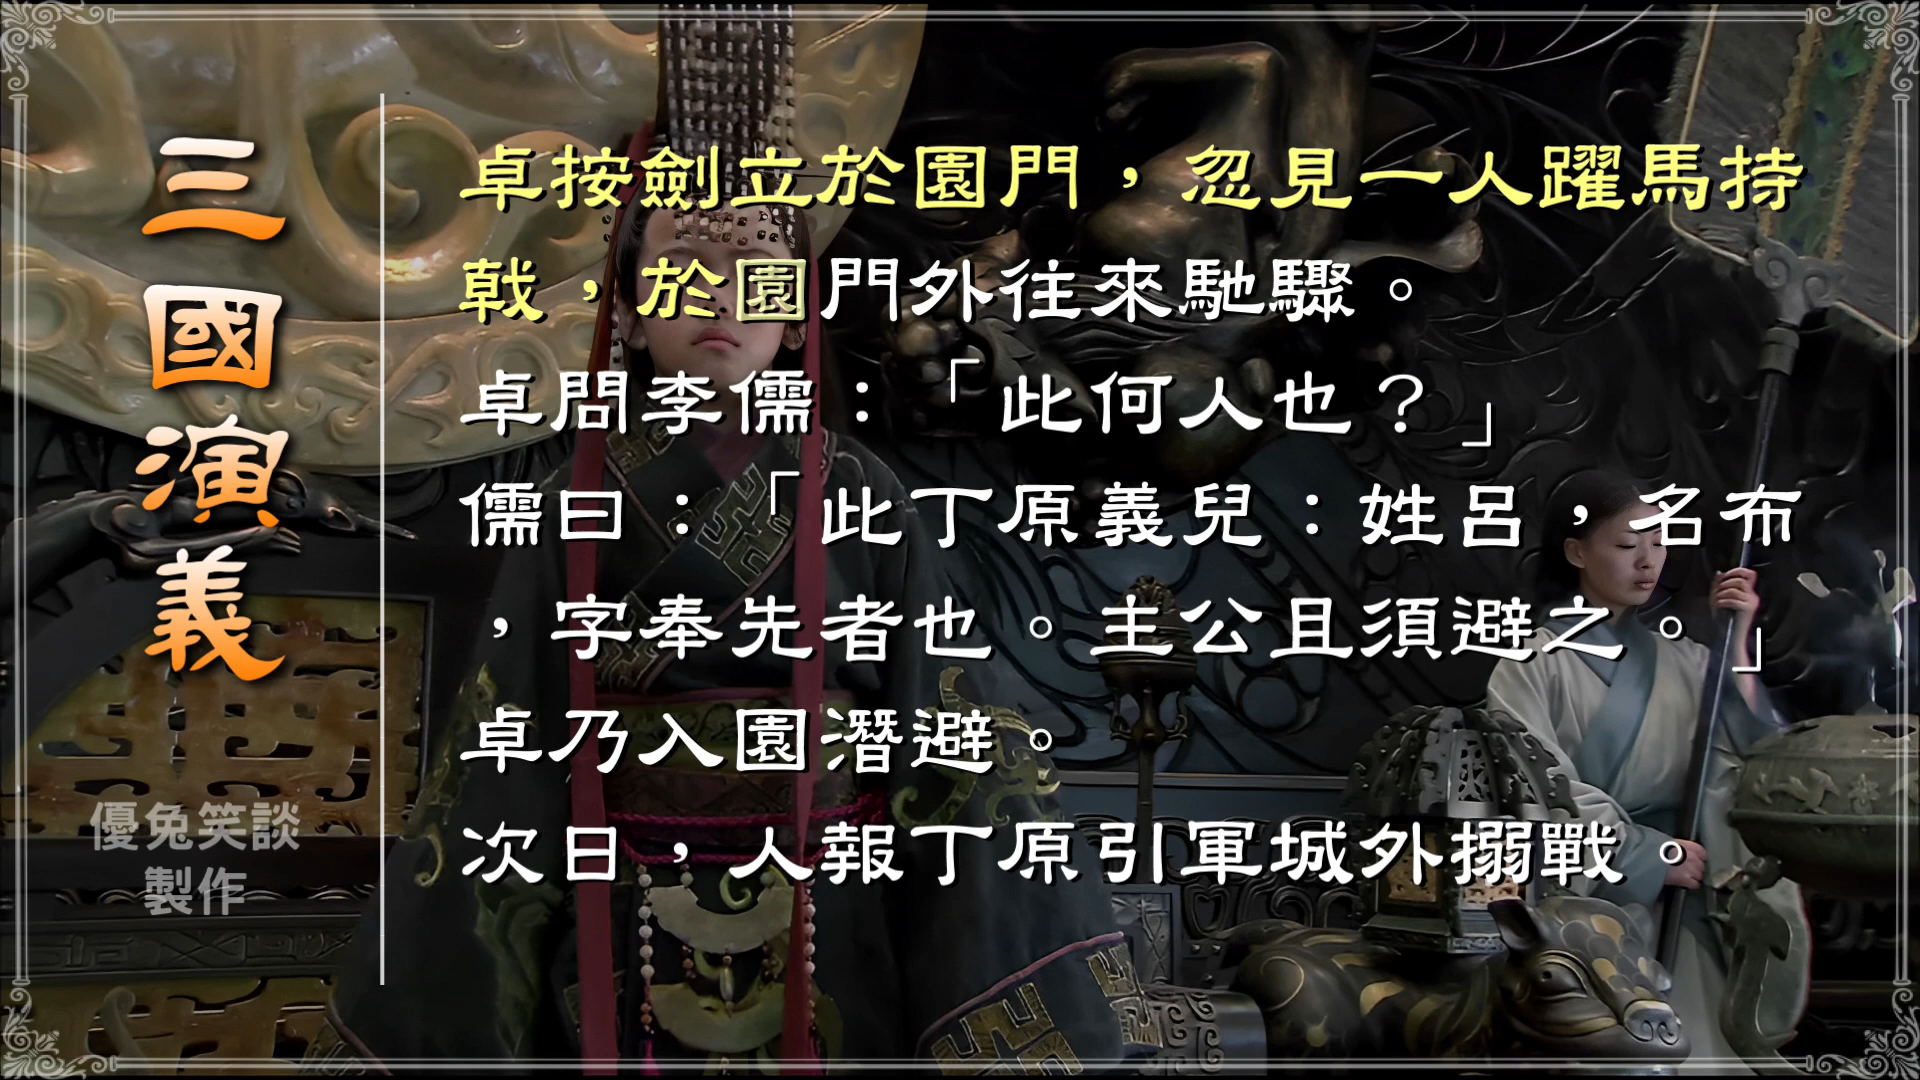 三國演義
優兔笑談
製作
卓按劍立於園門，忽見一人躍馬持
戟，於園門外往來馳驟。
卓問李儒：「此何人也？」
儒曰：「此丁原義兒：姓呂，名布
，字奉先者也。主公且須避之。」
卓乃入園潛避。
次日，人報丁原引軍城外搦戰。